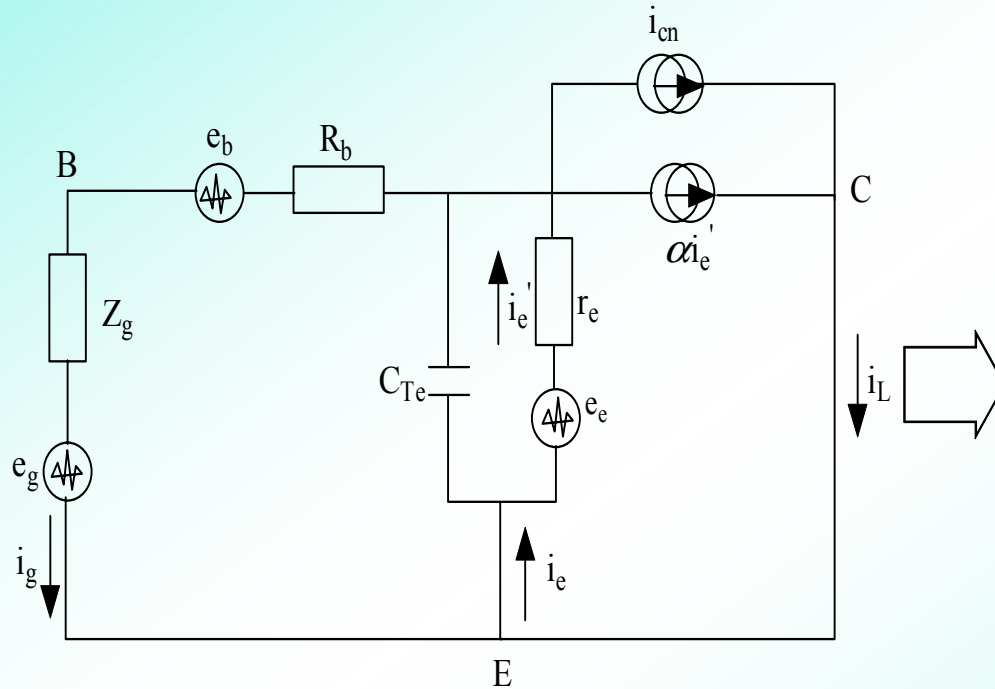 i_cn
e_b
R_b
B
C
αi_e'
Z_g
i_e'
r_e
C_Te
i_L
e_e
e_g
i_g
i_e
E